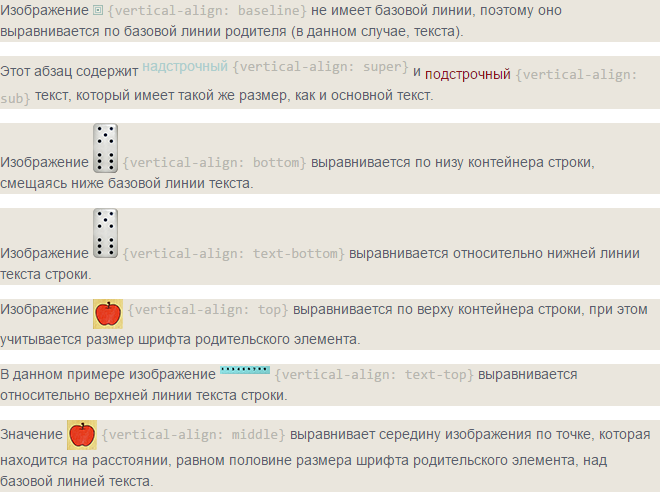 Изображение {vertical-align: baseline} не имеет базовой линии, поэтому оно
выравнивается по базовой линии родителя (в данном случае, текста).
Этот абзац содержит надстрочный {vertical-align: super} и подстрочный {vertical-align:
sub} текст, который имеет такой же размер, как и основной текст.
Изображение {vertical-align: bottom} выравнивается по низу контейнера строки,
смещаясь ниже базовой линии текста.
Изображение {vertical-align: text-bottom} выравнивается относительно нижней линии
текста строки.
Изображение {vertical-align: top} выравнивается по верху контейнера строки, при этом
учитывается размер шрифта родительского элемента.
В данном примере изображение {vertical-align: text-top} выравнивается
относительно верхней линии текста строки.
Значение {vertical-align: middle} выравнивает середину изображения по точке, которая
находится на расстоянии, равном половине размера шрифта родительского элемента, над
базовой линией текста.